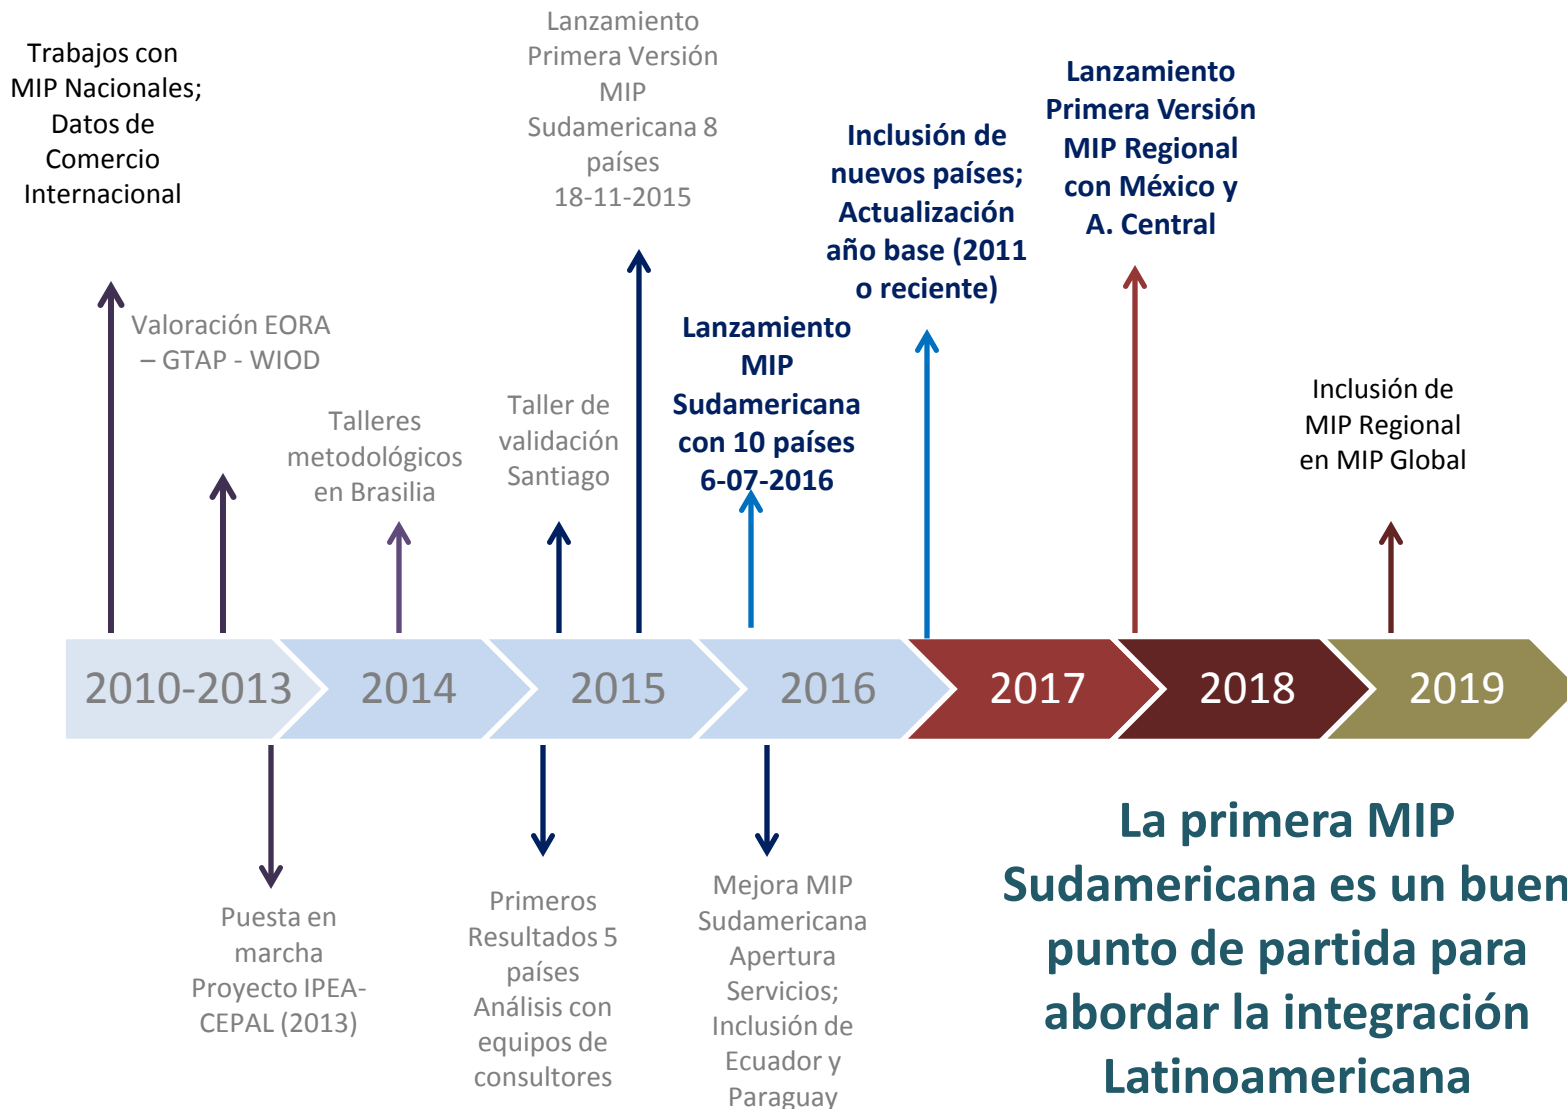 Trabajos con
MIP Nacionales;
Datos de
Comercio
Internacional
Valoración EORA
– GTAP - WIOD
Talleres
metodológicos
en Brasilia
Taller de
validación
Santiago
Lanzamiento
Primera Versión
MIP
Sudamericana 8
países
18-11-2015
Lanzamiento
MIP
Sudamericana
con 10 países
6-07-2016
Inclusión de
nuevos países;
Actualización
año base (2011
o reciente)
Lanzamiento
Primera Versión
MIP Regional
con México y
A. Central
Inclusión de
MIP Regional
en MIP Global
2010-2013
2014
2015
2016
2017
2018
2019
Puesta en
marcha
Proyecto IPEA-
CEPAL (2013)
Primeros
Resultados 5
países
Análisis con
equipos de
consultores
Mejora MIP
Sudamericana
Apertura
Servicios;
Inclusión de
Ecuador y
Paraguay
La primera MIP
Sudamericana es un buen
punto de partida para
abordar la integración
Latinoamericana